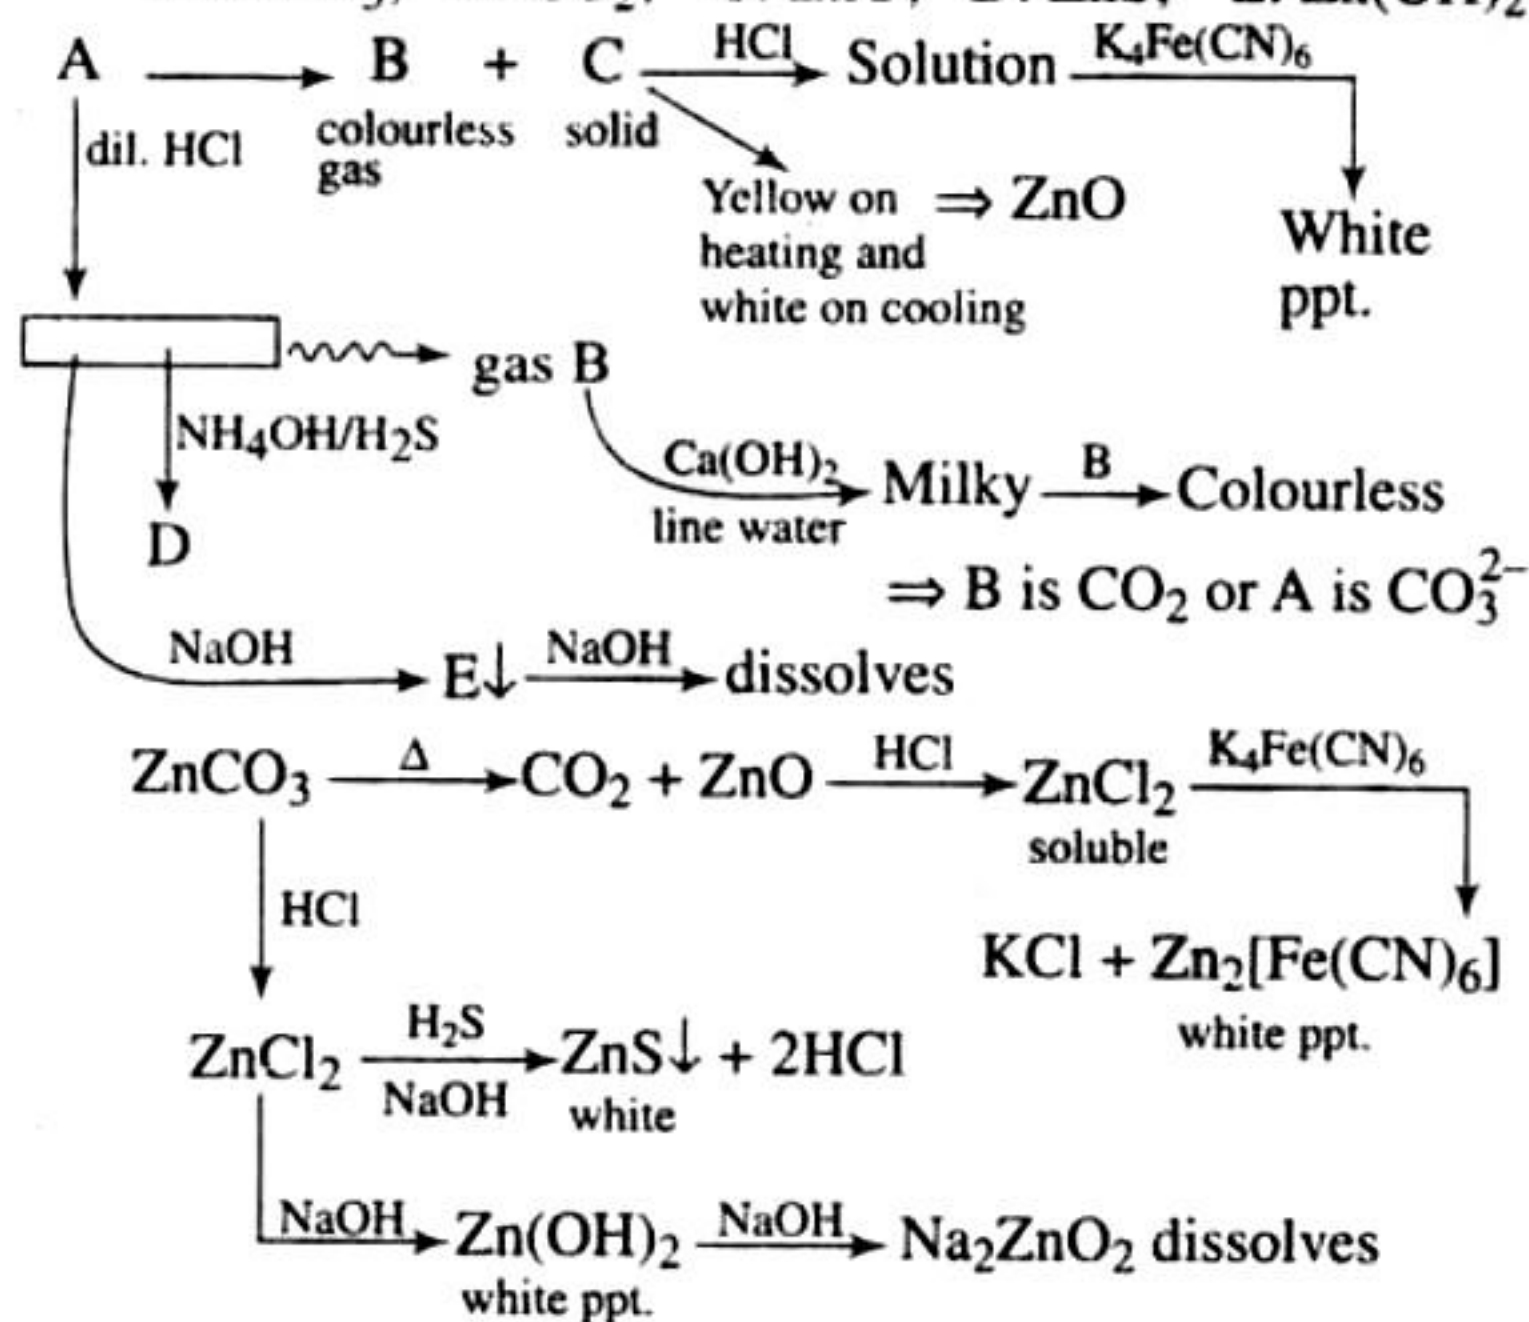 A → B + C HCl → Solution K₄Fe(CN)₆
dil. HCl colourless solid
gas
Yellow on ⇒ ZnO
heating and
white on cooling
White
ppt.
gas B
NH₄OH/H₂S
D
Ca(OH)₂ Milky B → Colourless
line water
⇒ B is CO₂ or A is CO₃²⁻
NaOH → E↓ NaOH → dissolves
ZnCO₃ Δ → CO₂ + ZnO HCl → ZnCl₂ K₄Fe(CN)₆
soluble
HCl
KCl + Zn₂[Fe(CN)₆]
white ppt.
ZnCl₂ H₂S → ZnS↓ + 2HCl
NaOH white
NaOH → Zn(OH)₂ NaOH → Na₂ZnO₂ dissolves
white ppt.